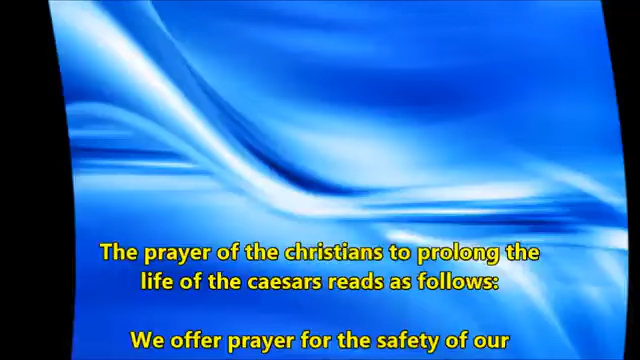 The prayer of the christians to prolong the
life of the caesars reads as follows:
We offer prayer for the safety of our